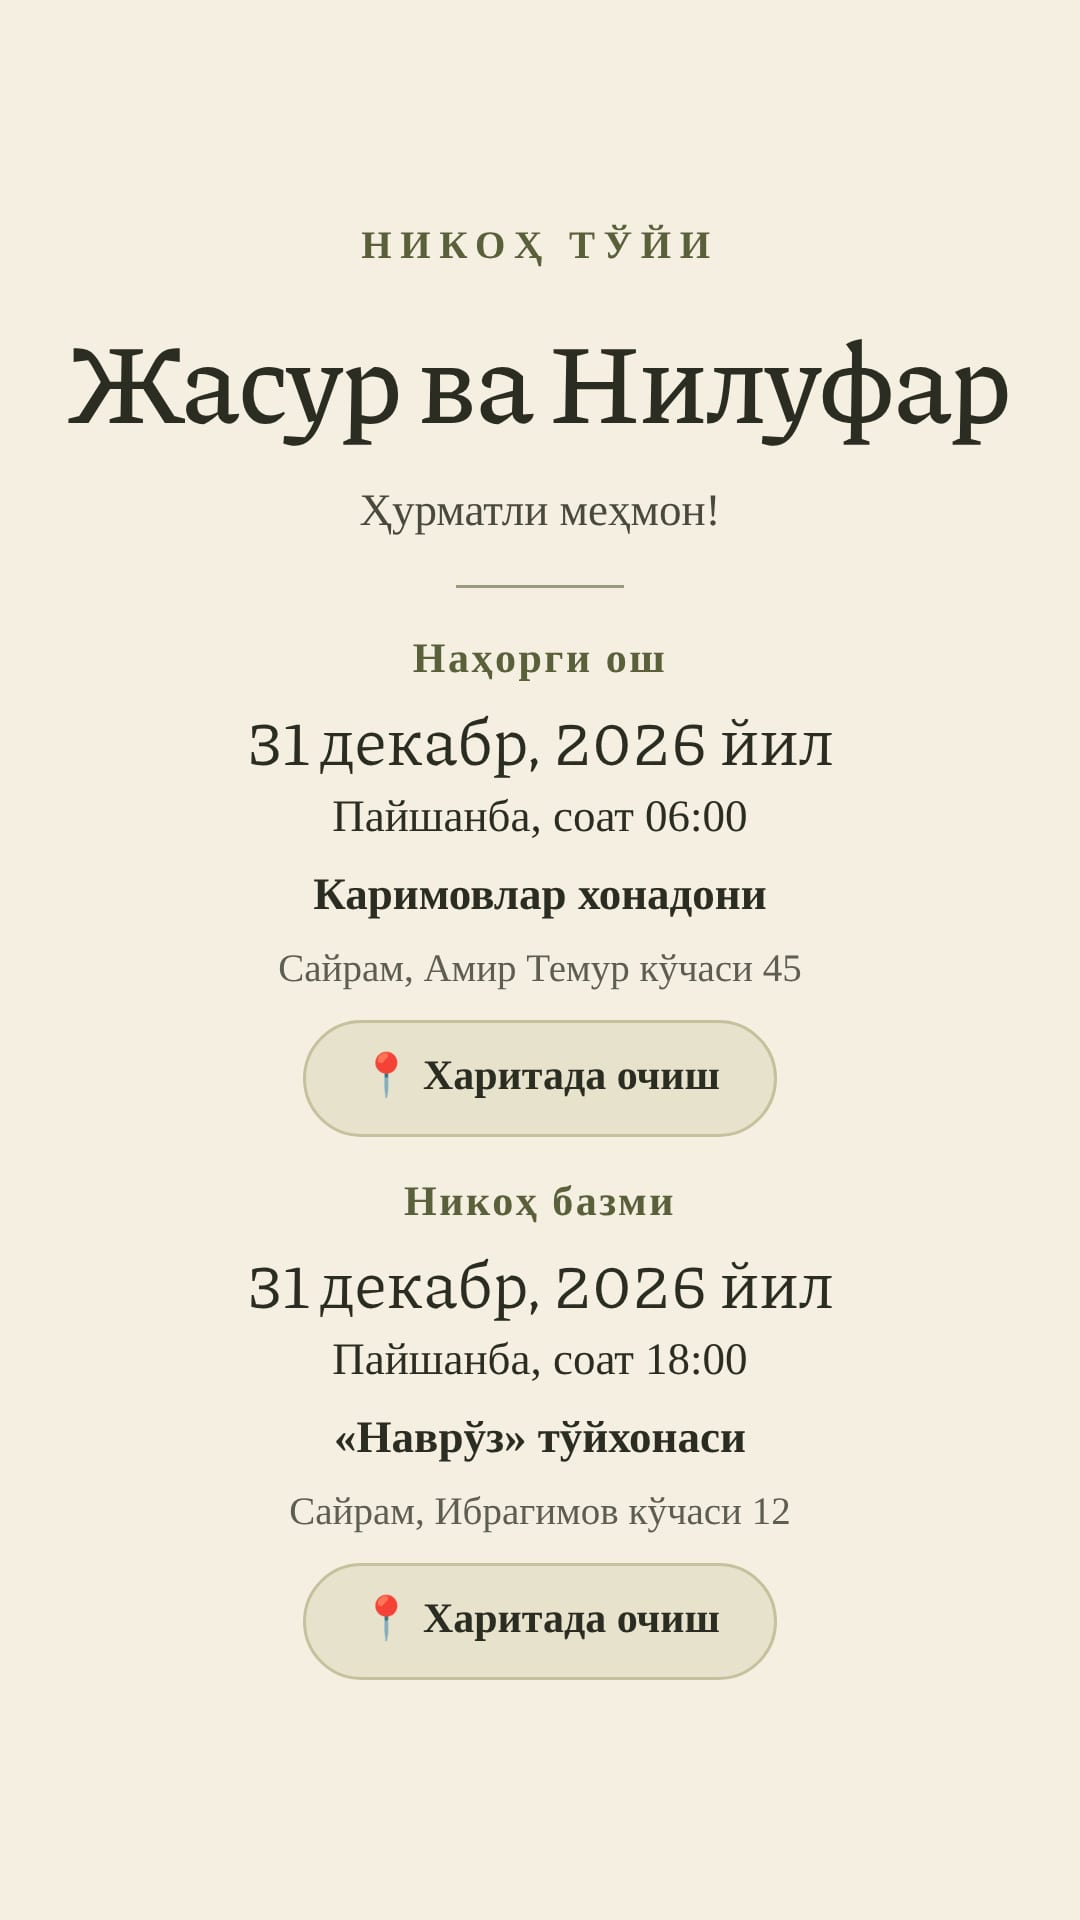 НИКОҲ ТЎЙИ
Жасур ва Нилуфар
Ҳурматли меҳмон!
Наҳорги ош
31 декабр, 2026 йил
Пайшанба, соат 06:00
Каримовлар хонадони
Сайрам, Амир Темур кўчаси 45
📍 Харитада очиш
Никоҳ базми
31 декабр, 2026 йил
Пайшанба, соат 18:00
«Наврўз» тўйхонаси
Сайрам, Ибрагимов кўчаси 12
📍 Харитада очиш